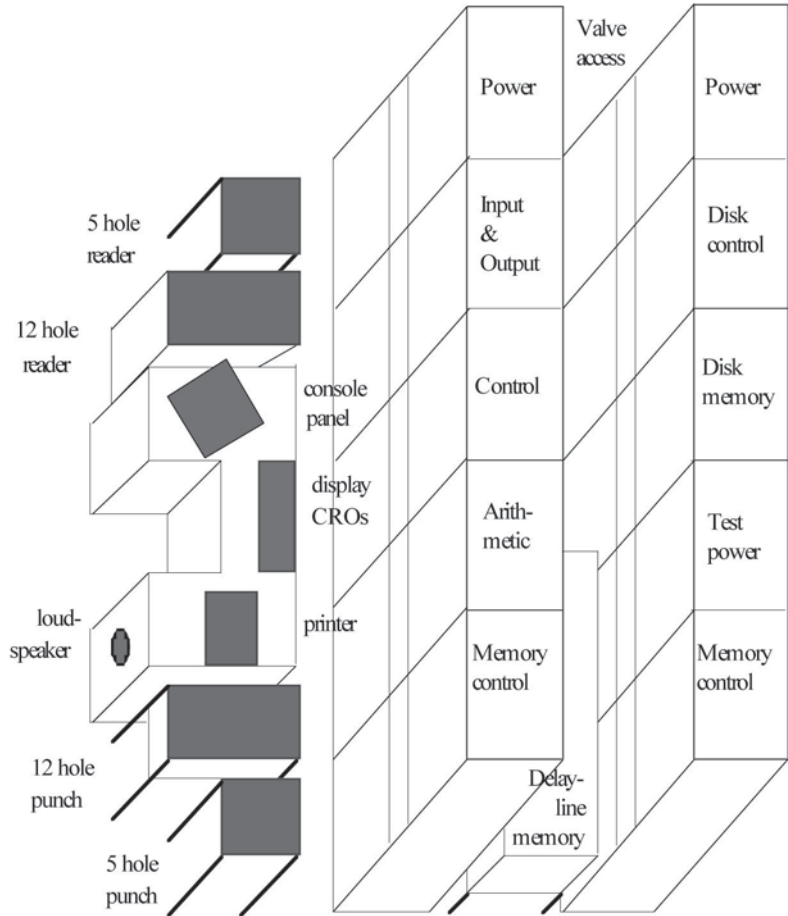 Valve
access
Power
Power
5 hole
reader
Input
&
Output
Disk
control
12 hole
reader
console
panel
Control
Disk
memory
display
CROs
Arith-
metic
Test
power
loud-
speaker
printer
Memory
control
Memory
control
12 hole
punch
Delay-
line
memory
5 hole
punch